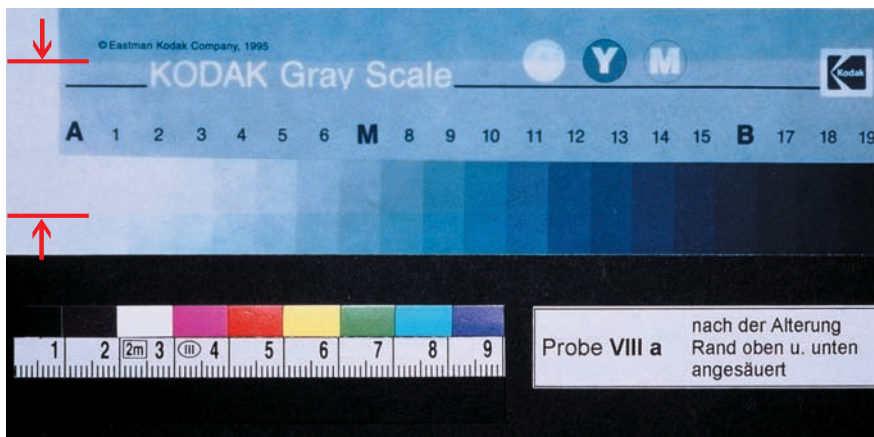 © Eastman Kodak Company, 1995
KODAK Gray Scale
C Y M
Kodak
A 1 2 3 4 5 6 M 8 9 10 11 12 13 14 15 B 17 18 19
1 2 2m 3 III 4 5 6 7 8 9
Probe VIII a
nach der Alterung
Rand oben u. unten
angesäuert